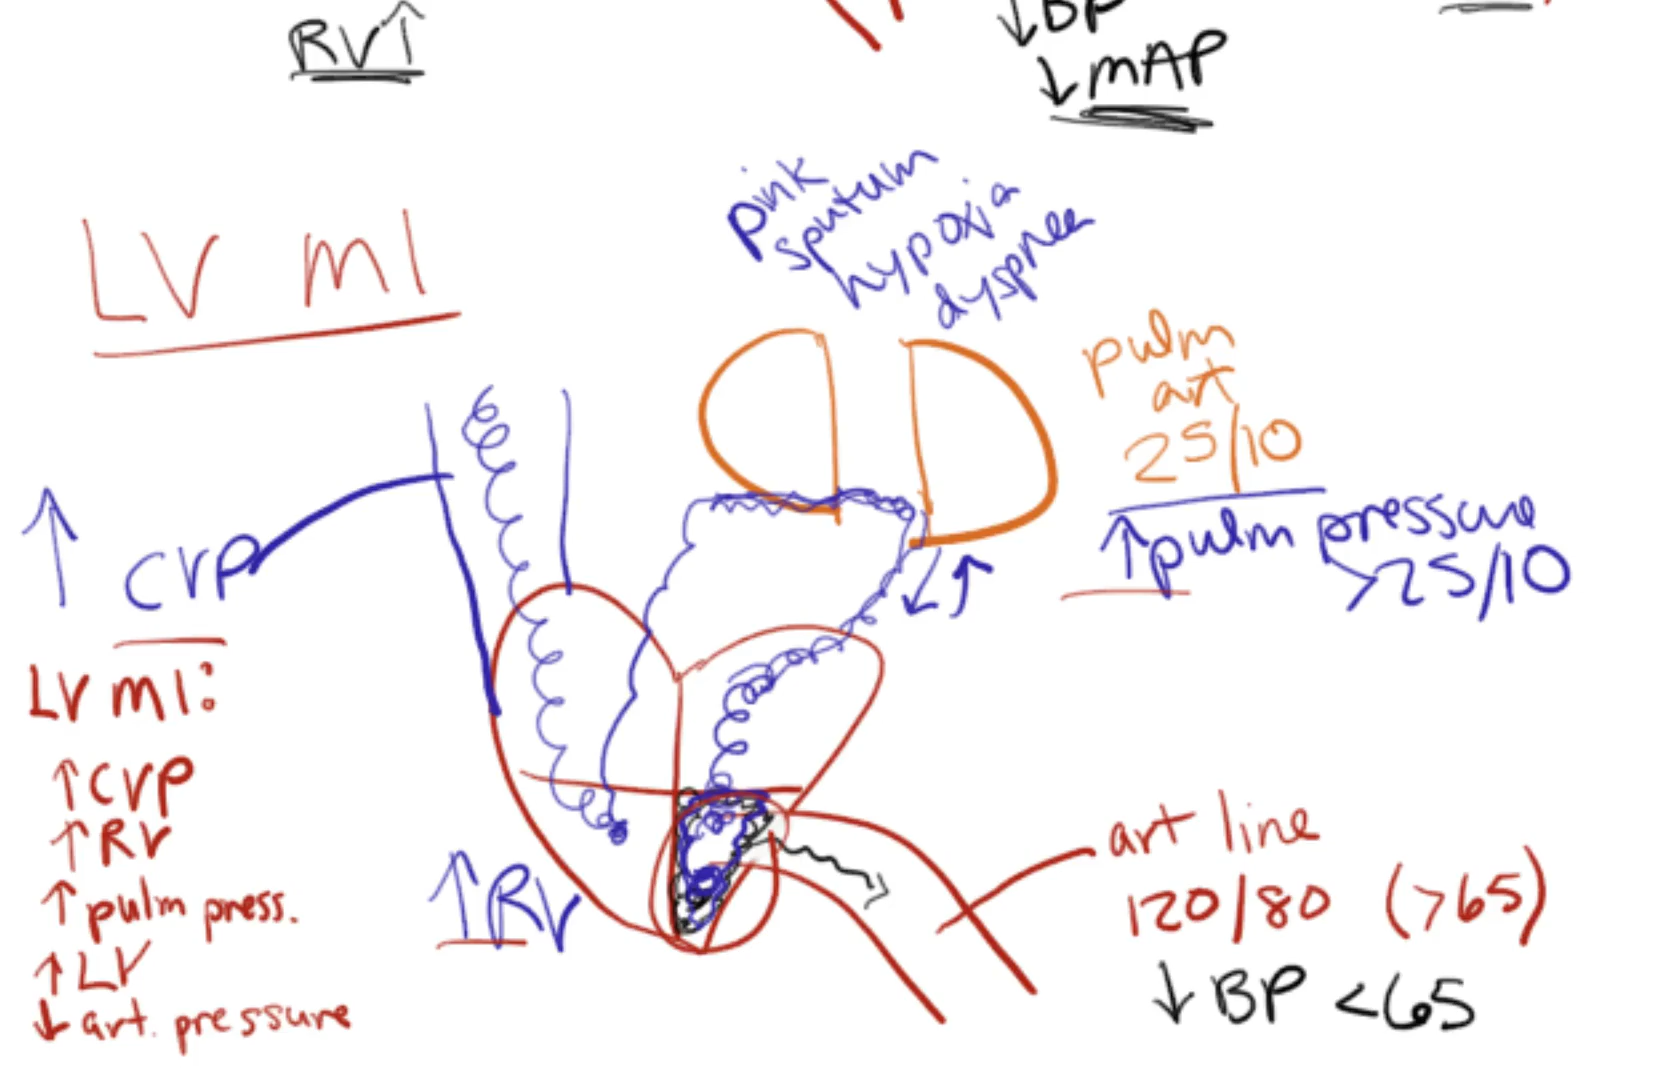 RV↑
↓BP
↓MAP
LV MI
pink
sputum
hypoxia
dyspnea
pulm
art
25/10
↑pulm pressure
>25/10
↑ CVP
LV MI:
↑CVP
↑RV
↑pulm press.
↑LV
↓art. pressure
↑RV
art line
120/80 (>65)
↓BP <65